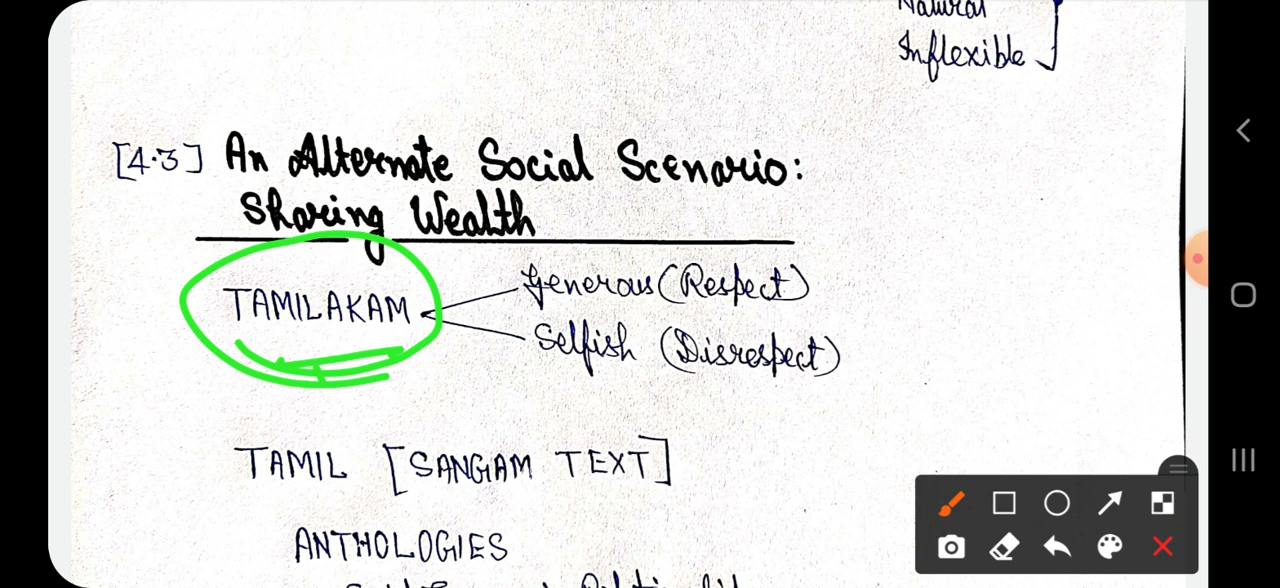 Natural
Inflexible
[4.3] An Alternate Social Scenario:
Sharing Wealth
TAMILAKAM
Generous (Respect)
Selfish (Disrespect)
TAMIL [SANGAM TEXT]
ANTHOLOGIES